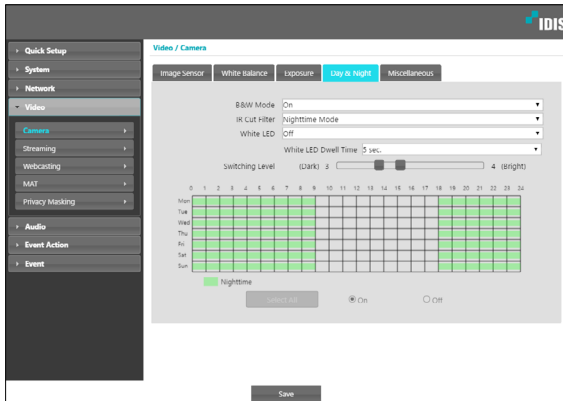 IDIS
Quick Setup
System
Network
Video
Camera
Streaming
Webcasting
MAT
Privacy Masking
Audio
Event Action
Event
Video / Camera
Image Sensor White Balance Exposure Day & Night Miscellaneous
B&W Mode On
IR Cut Filter Nighttime Mode
White LED Off
White LED Dwell Time 5 sec.
Switching Level (Dark) 3 4 (Bright)
0 1 2 3 4 5 6 7 8 9 10 11 12 13 14 15 16 17 18 19 20 21 22 23 24
Mon
Tue
Wed
Thu
Fri
Sat
Sun
Nighttime
Select All On Off
Save